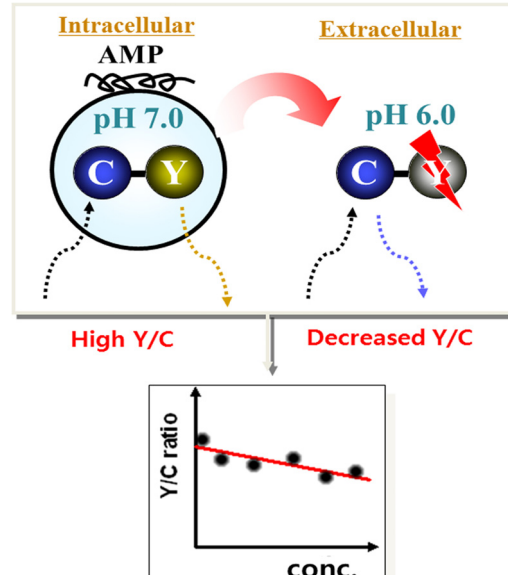 Intracellular
Extracellular
AMP
pH 7.0
pH 6.0
C
Y
C
Y
High Y/C
Decreased Y/C
Y/C ratio
conc.